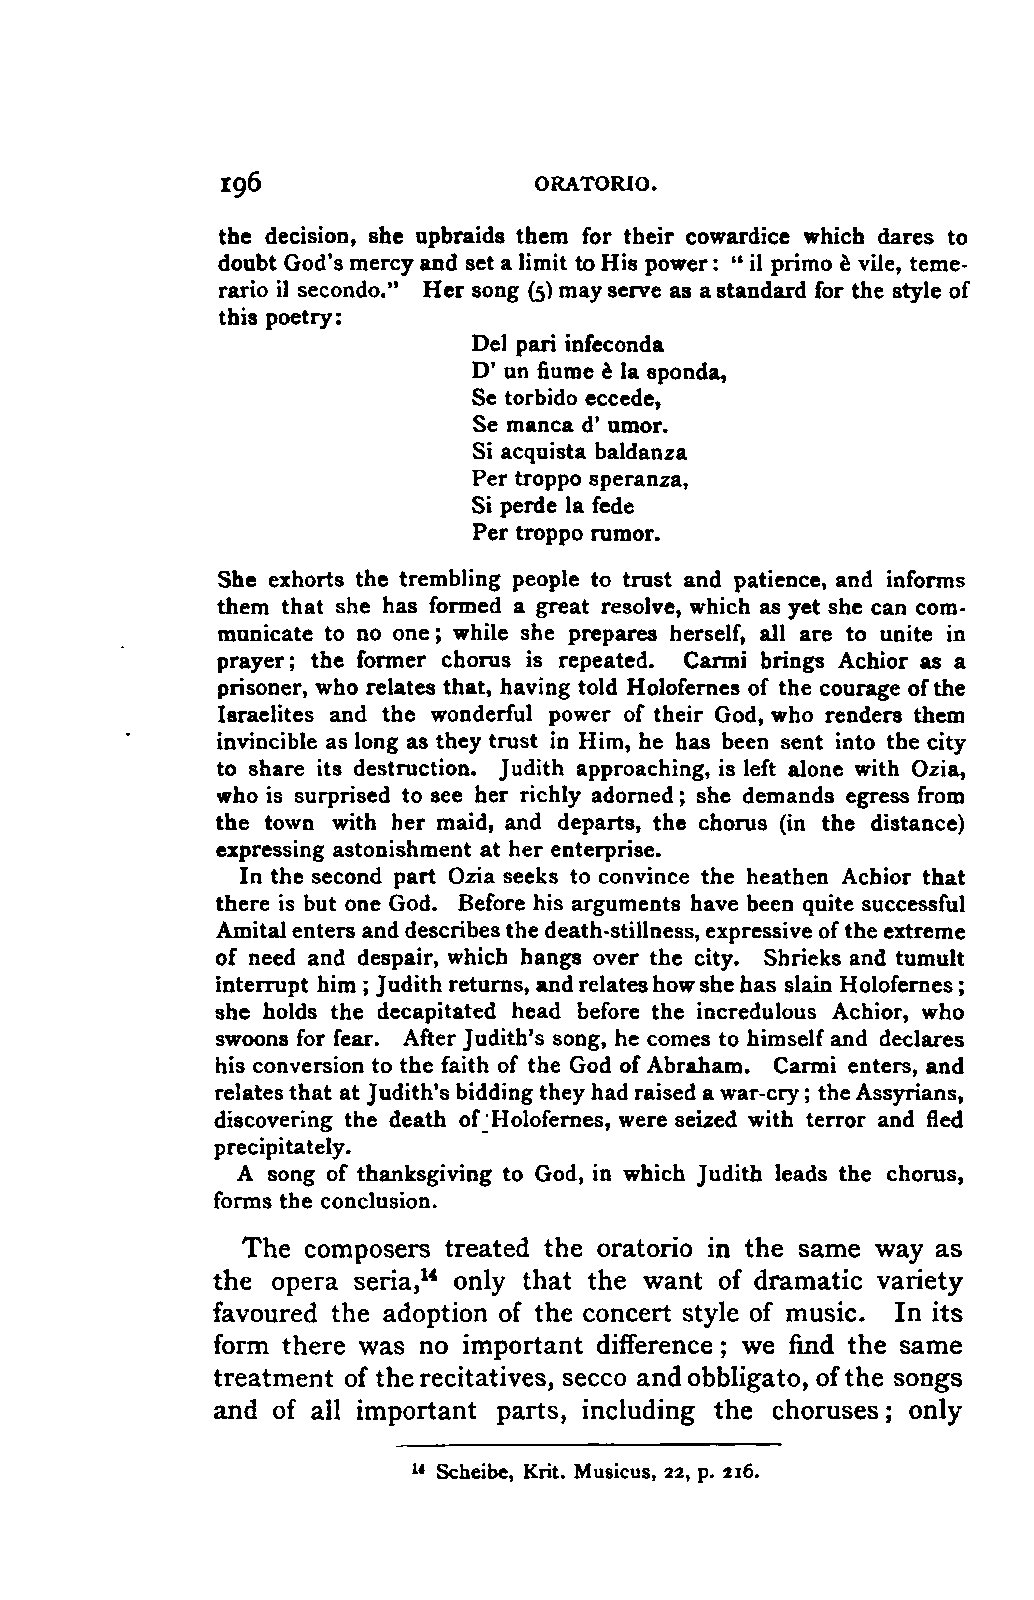 196 ORATORIO.
the decision, she upbraids them for their cowardice which dares to
doubt God's mercy and set a limit to His power: “ il primo è vile, teme-
rario il secondo.” Her song (5) may serve as a standard for the style of
this poetry:
Del pari infeconda
D' un fiume è la sponda,
Se torbido eccede,
Se manca d' umor.
Si acquista baldanza
Per troppo speranza,
Si perde la fede
Per troppo rumor.
She exhorts the trembling people to trust and patience, and informs
them that she has formed a great resolve, which as yet she can com-
municate to no one; while she prepares herself, all are to unite in
prayer; the former chorus is repeated. Carmi brings Achior as a
prisoner, who relates that, having told Holofernes of the courage of the
Israelites and the wonderful power of their God, who renders them
invincible as long as they trust in Him, he has been sent into the city
to share its destruction. Judith approaching, is left alone with Ozia,
who is surprised to see her richly adorned; she demands egress from
the town with her maid, and departs, the chorus (in the distance)
expressing astonishment at her enterprise.
In the second part Ozia seeks to convince the heathen Achior that
there is but one God. Before his arguments have been quite successful
Amital enters and describes the death-stillness, expressive of the extreme
of need and despair, which hangs over the city. Shrieks and tumult
interrupt him; Judith returns, and relates how she has slain Holofernes;
she holds the decapitated head before the incredulous Achior, who
swoons for fear. After Judith's song, he comes to himself and declares
his conversion to the faith of the God of Abraham. Carmi enters, and
relates that at Judith's bidding they had raised a war-cry; the Assyrians,
discovering the death of Holofernes, were seized with terror and fled
precipitately.
A song of thanksgiving to God, in which Judith leads the chorus,
forms the conclusion.
The composers treated the oratorio in the same way as
the opera seria,¹⁴ only that the want of dramatic variety
favoured the adoption of the concert style of music. In its
form there was no important difference; we find the same
treatment of the recitatives, secco and obbligato, of the songs
and of all important parts, including the choruses; only
¹⁴ Scheibe, Krit. Musicus, 22, p. 216.